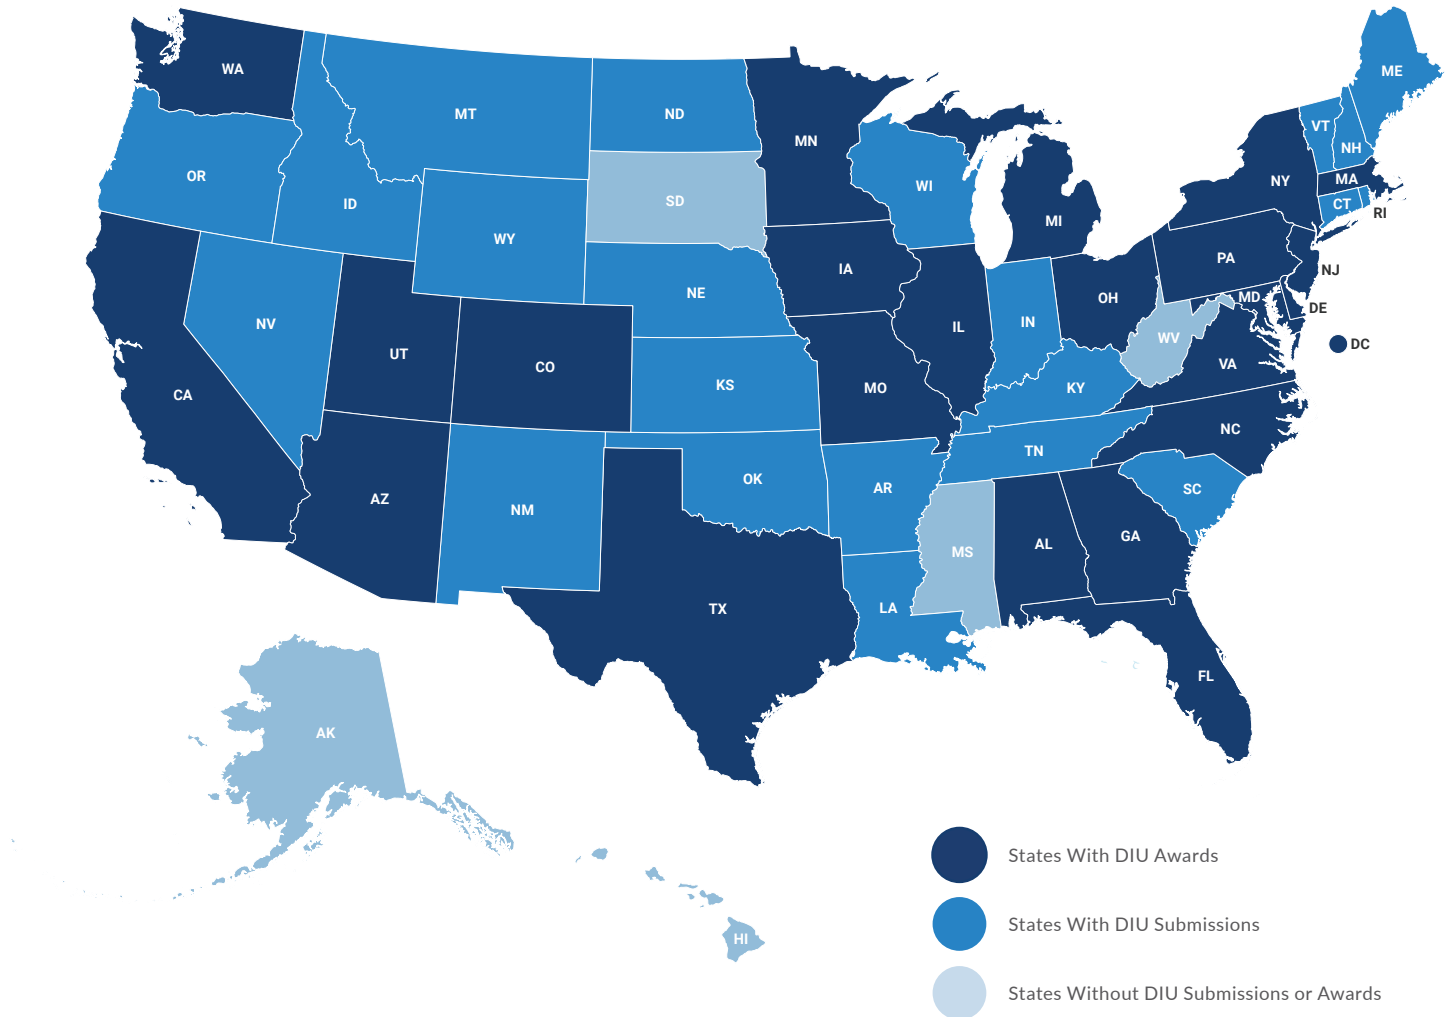 WA
MT
ND
MN
ME
VT
NH
OR
ID
SD
WI
NY
MA
CT
RI
WY
MI
IA
PA
NJ
NE
OH
MD
DE
NV
UT
CO
IL
IN
WV
DC
VA
CA
KS
MO
KY
NC
TN
AZ
NM
OK
AR
SC
MS
AL
GA
TX
LA
FL
AK
HI
States With DIU Awards
States With DIU Submissions
States Without DIU Submissions or Awards